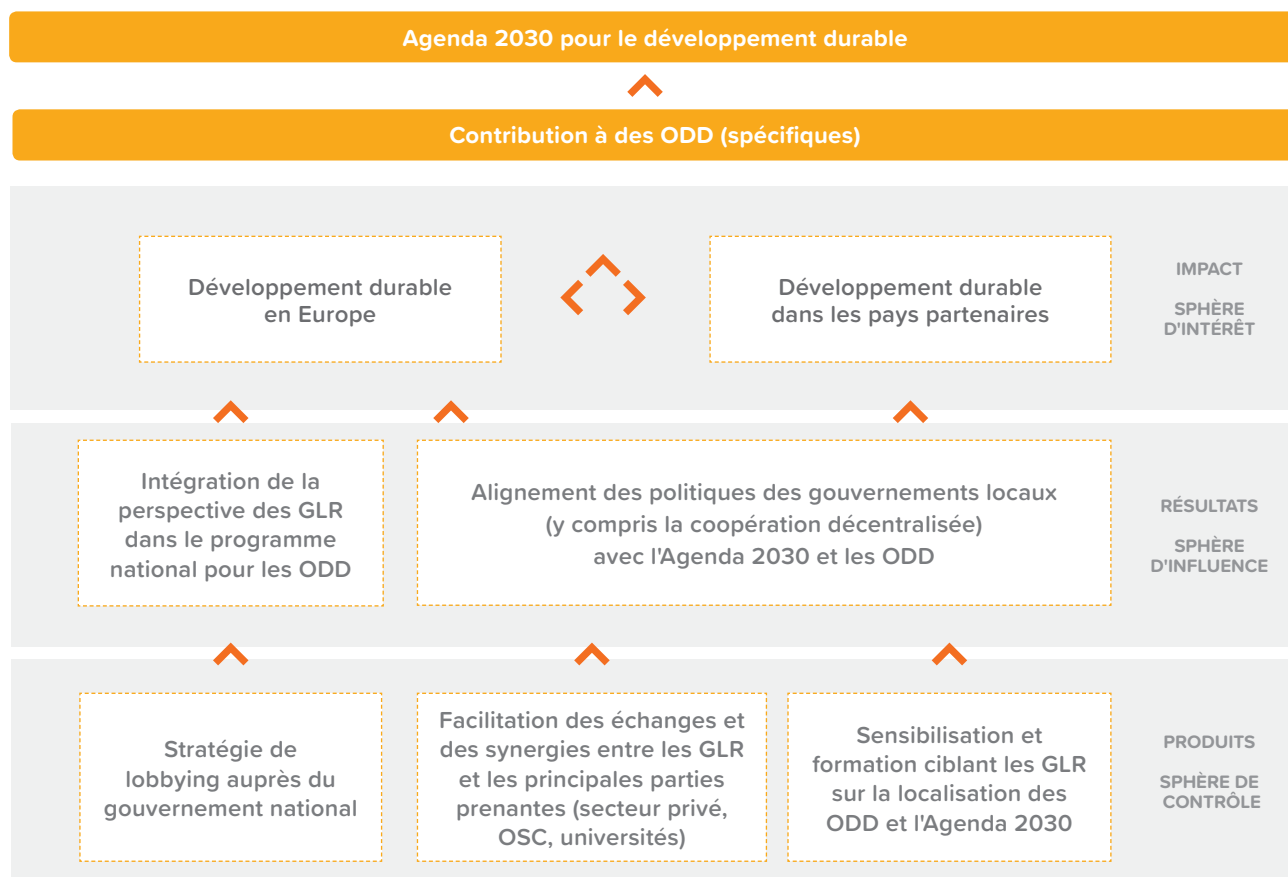 Agenda 2030 pour le développement durable
Contribution à des ODD (spécifiques)
Développement durable
en Europe
Développement durable
dans les pays partenaires
IMPACT
SPHÈRE
D'INTÉRÊT
Intégration de la
perspective des GLR
dans le programme
national pour les ODD
Alignement des politiques des gouvernements locaux
(y compris la coopération décentralisée)
avec l'Agenda 2030 et les ODD
RÉSULTATS
SPHÈRE
D'INFLUENCE
Stratégie de
lobbying auprès du
gouvernement national
Facilitation des échanges et
des synergies entre les GLR
et les principales parties
prenantes (secteur privé,
OSC, universités)
Sensibilisation et
formation ciblant les GLR
sur la localisation des
ODD et l'Agenda 2030
PRODUITS
SPHÈRE DE
CONTRÔLE